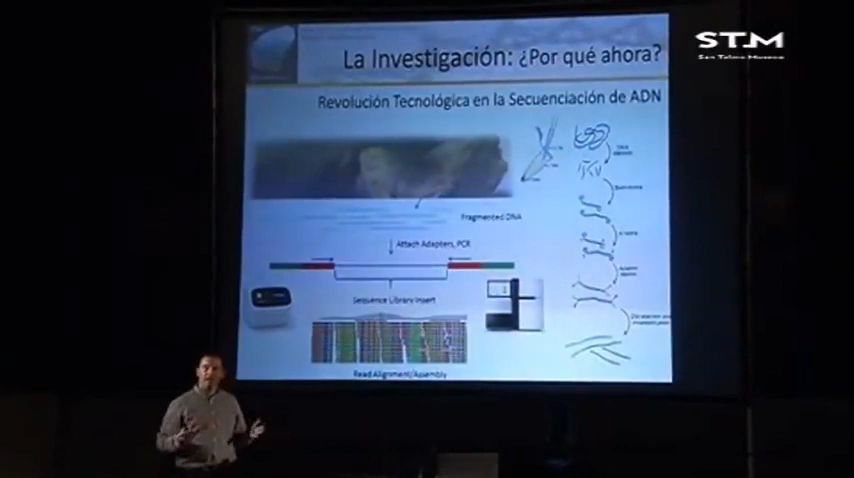 STM
San Telmo Museoa
La Investigación: ¿Por qué ahora?
Revolución Tecnológica en la Secuenciación de ADN
Fragmented DNA
Attach Adapters, PCR
Sequence Library Insert
Read Alignment/Assembly